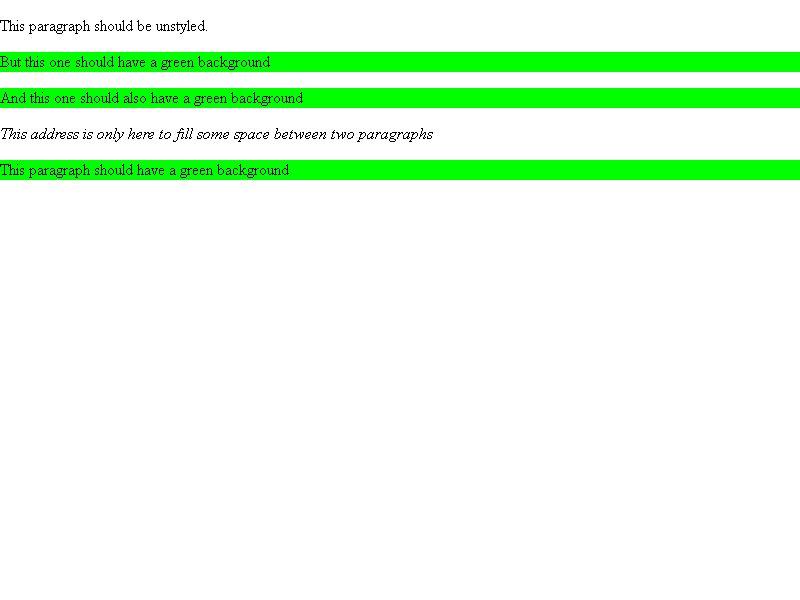 This paragraph should be unstyled.
But this one should have a green background
And this one should also have a green background
This address is only here to fill some space between two paragraphs
This paragraph should have a green background